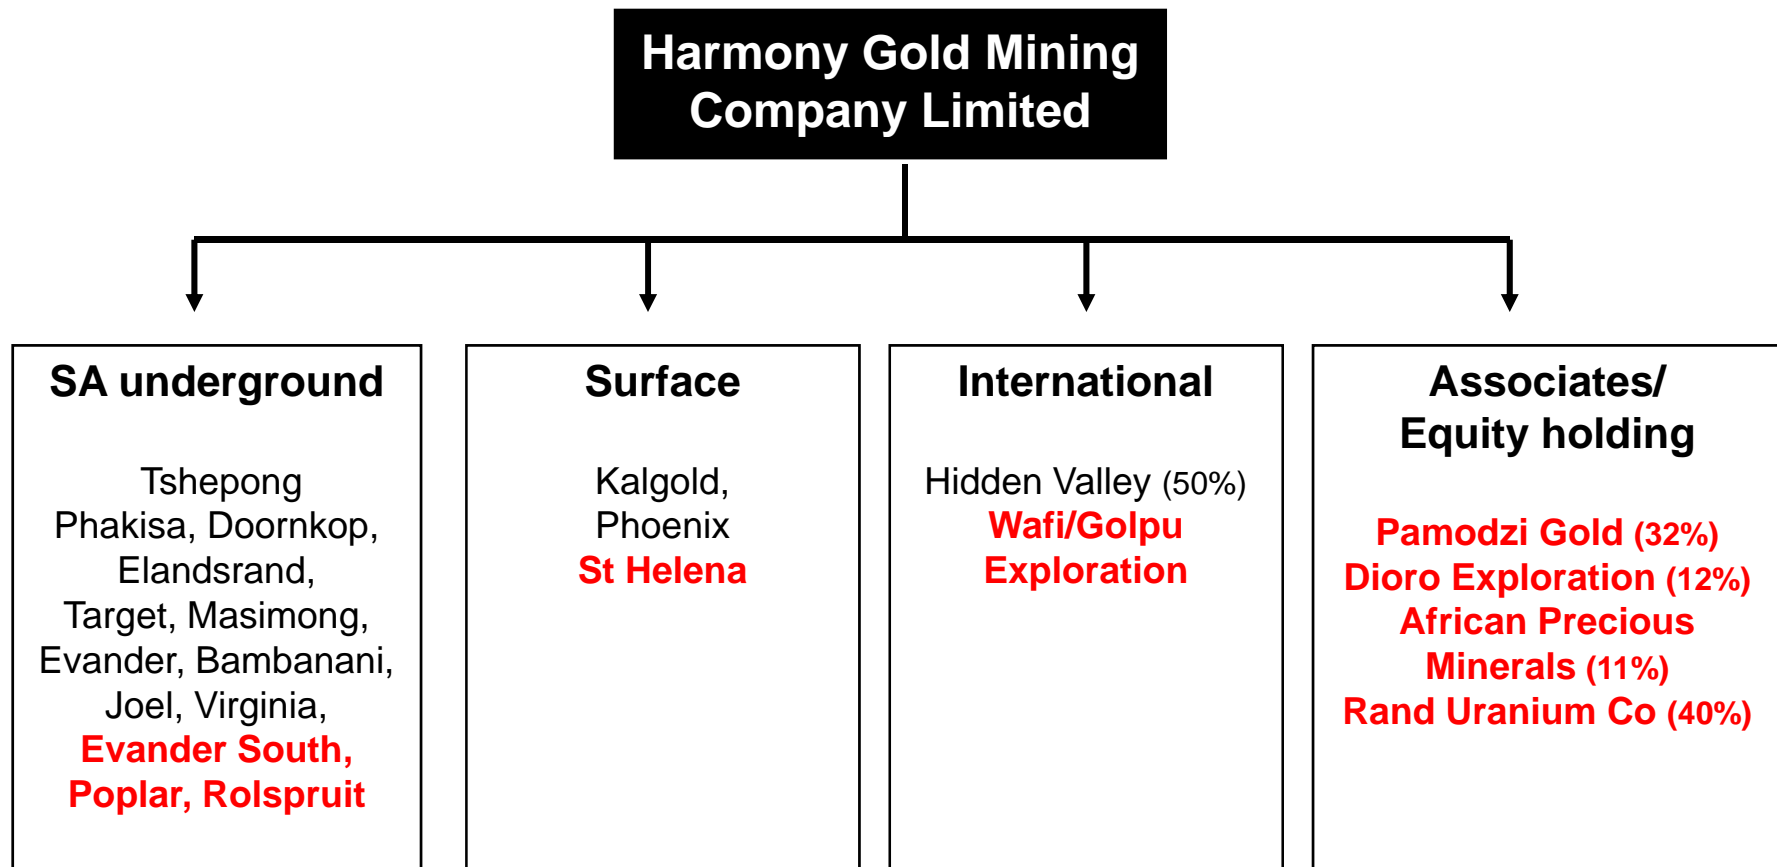 Harmony Gold Mining
Company Limited
SA underground
Tshepong
Phakisa, Doornkop,
Elandsrand,
Target, Masimong,
Evander, Bambanani,
Joel, Virginia,
Evander South,
Poplar, Rolspruit
Surface
Kalgold,
Phoenix
St Helena
International
Hidden Valley (50%)
Wafi/Golpu
Exploration
Associates/
Equity holding
Pamodzi Gold (32%)
Dioro Exploration (12%)
African Precious
Minerals (11%)
Rand Uranium Co (40%)